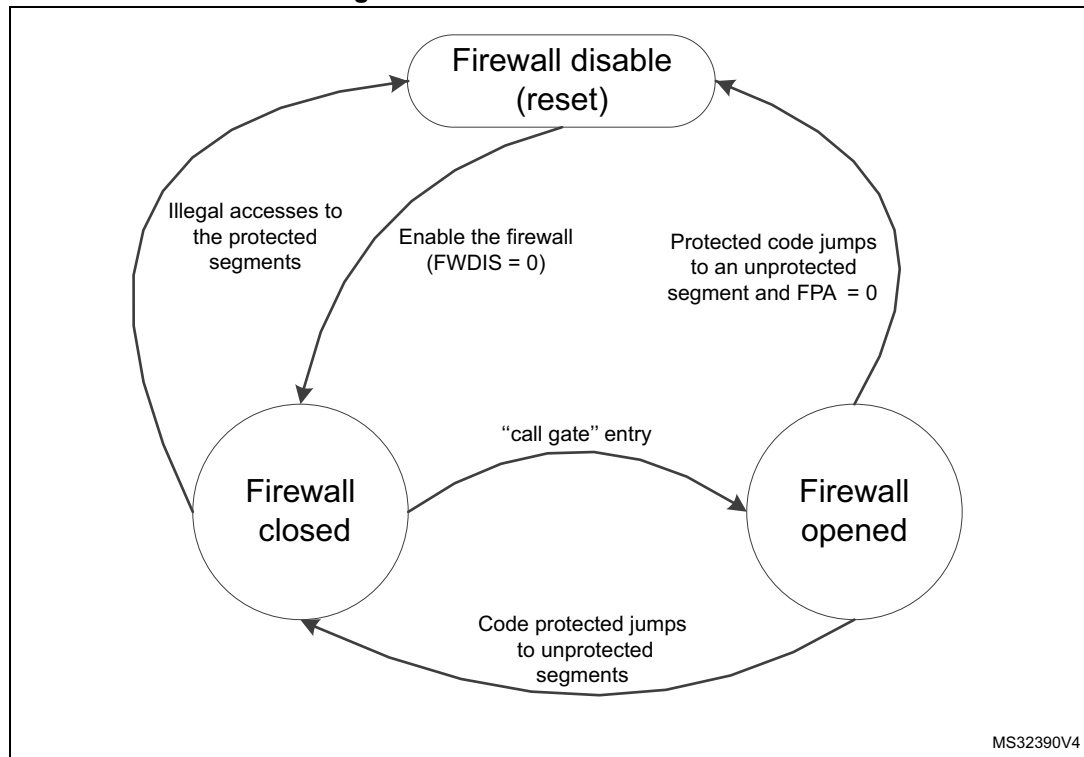 Firewall disable
(reset)
Illegal accesses to
the protected
segments
Enable the firewall
(FWDIS = 0)
Protected code jumps
to an unprotected
segment and FPA = 0
‘‘call gate’’ entry
Firewall
closed
Firewall
opened
Code protected jumps
to unprotected
segments
MS32390V4